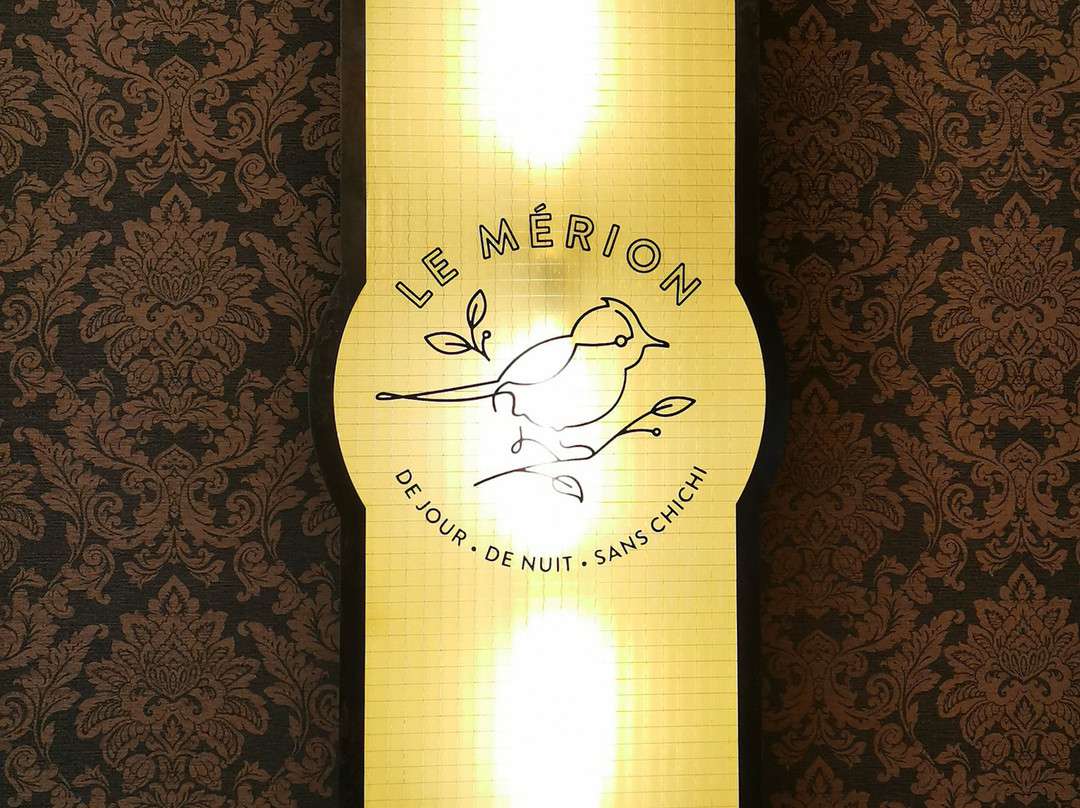 LE MÉRION
DE JOUR • DE NUIT • SANS CHICHI